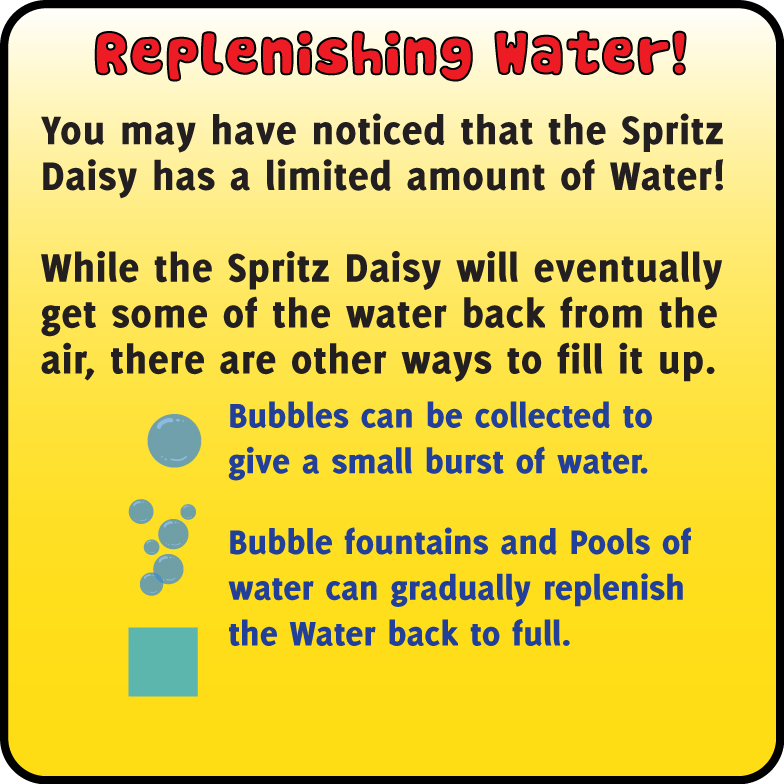 Replenishing Water!
You may have noticed that the Spritz
Daisy has a limited amount of Water!
While the Spritz Daisy will eventually
get some of the water back from the
air, there are other ways to fill it up.
Bubbles can be collected to
give a small burst of water.
Bubble fountains and Pools of
water can gradually replenish
the Water back to full.